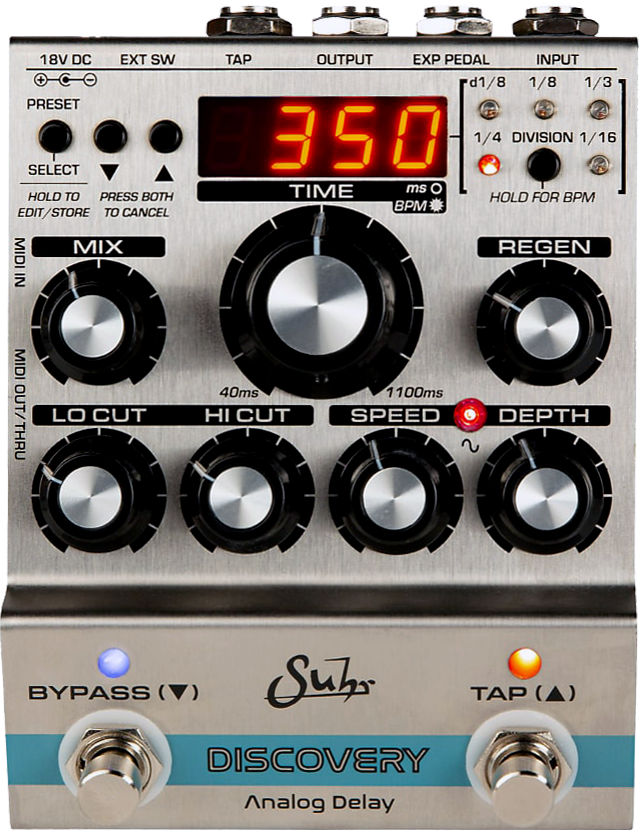 18V DC
EXT SW
TAP
OUTPUT
EXP PEDAL
INPUT
PRESET
SELECT
HOLD TO
EDIT/STORE
PRESS BOTH
TO CANCEL
350
TIME
ms
BPM
d1/8
1/8
1/3
1/4
DIVISION
1/16
HOLD FOR BPM
MIX
REGEN
MIDI IN
MIDI OUT/THRU
40ms
1100ms
LO CUT
HI CUT
SPEED
DEPTH
BYPASS (▼)
Suhr
TAP (▲)
DISCOVERY
Analog Delay